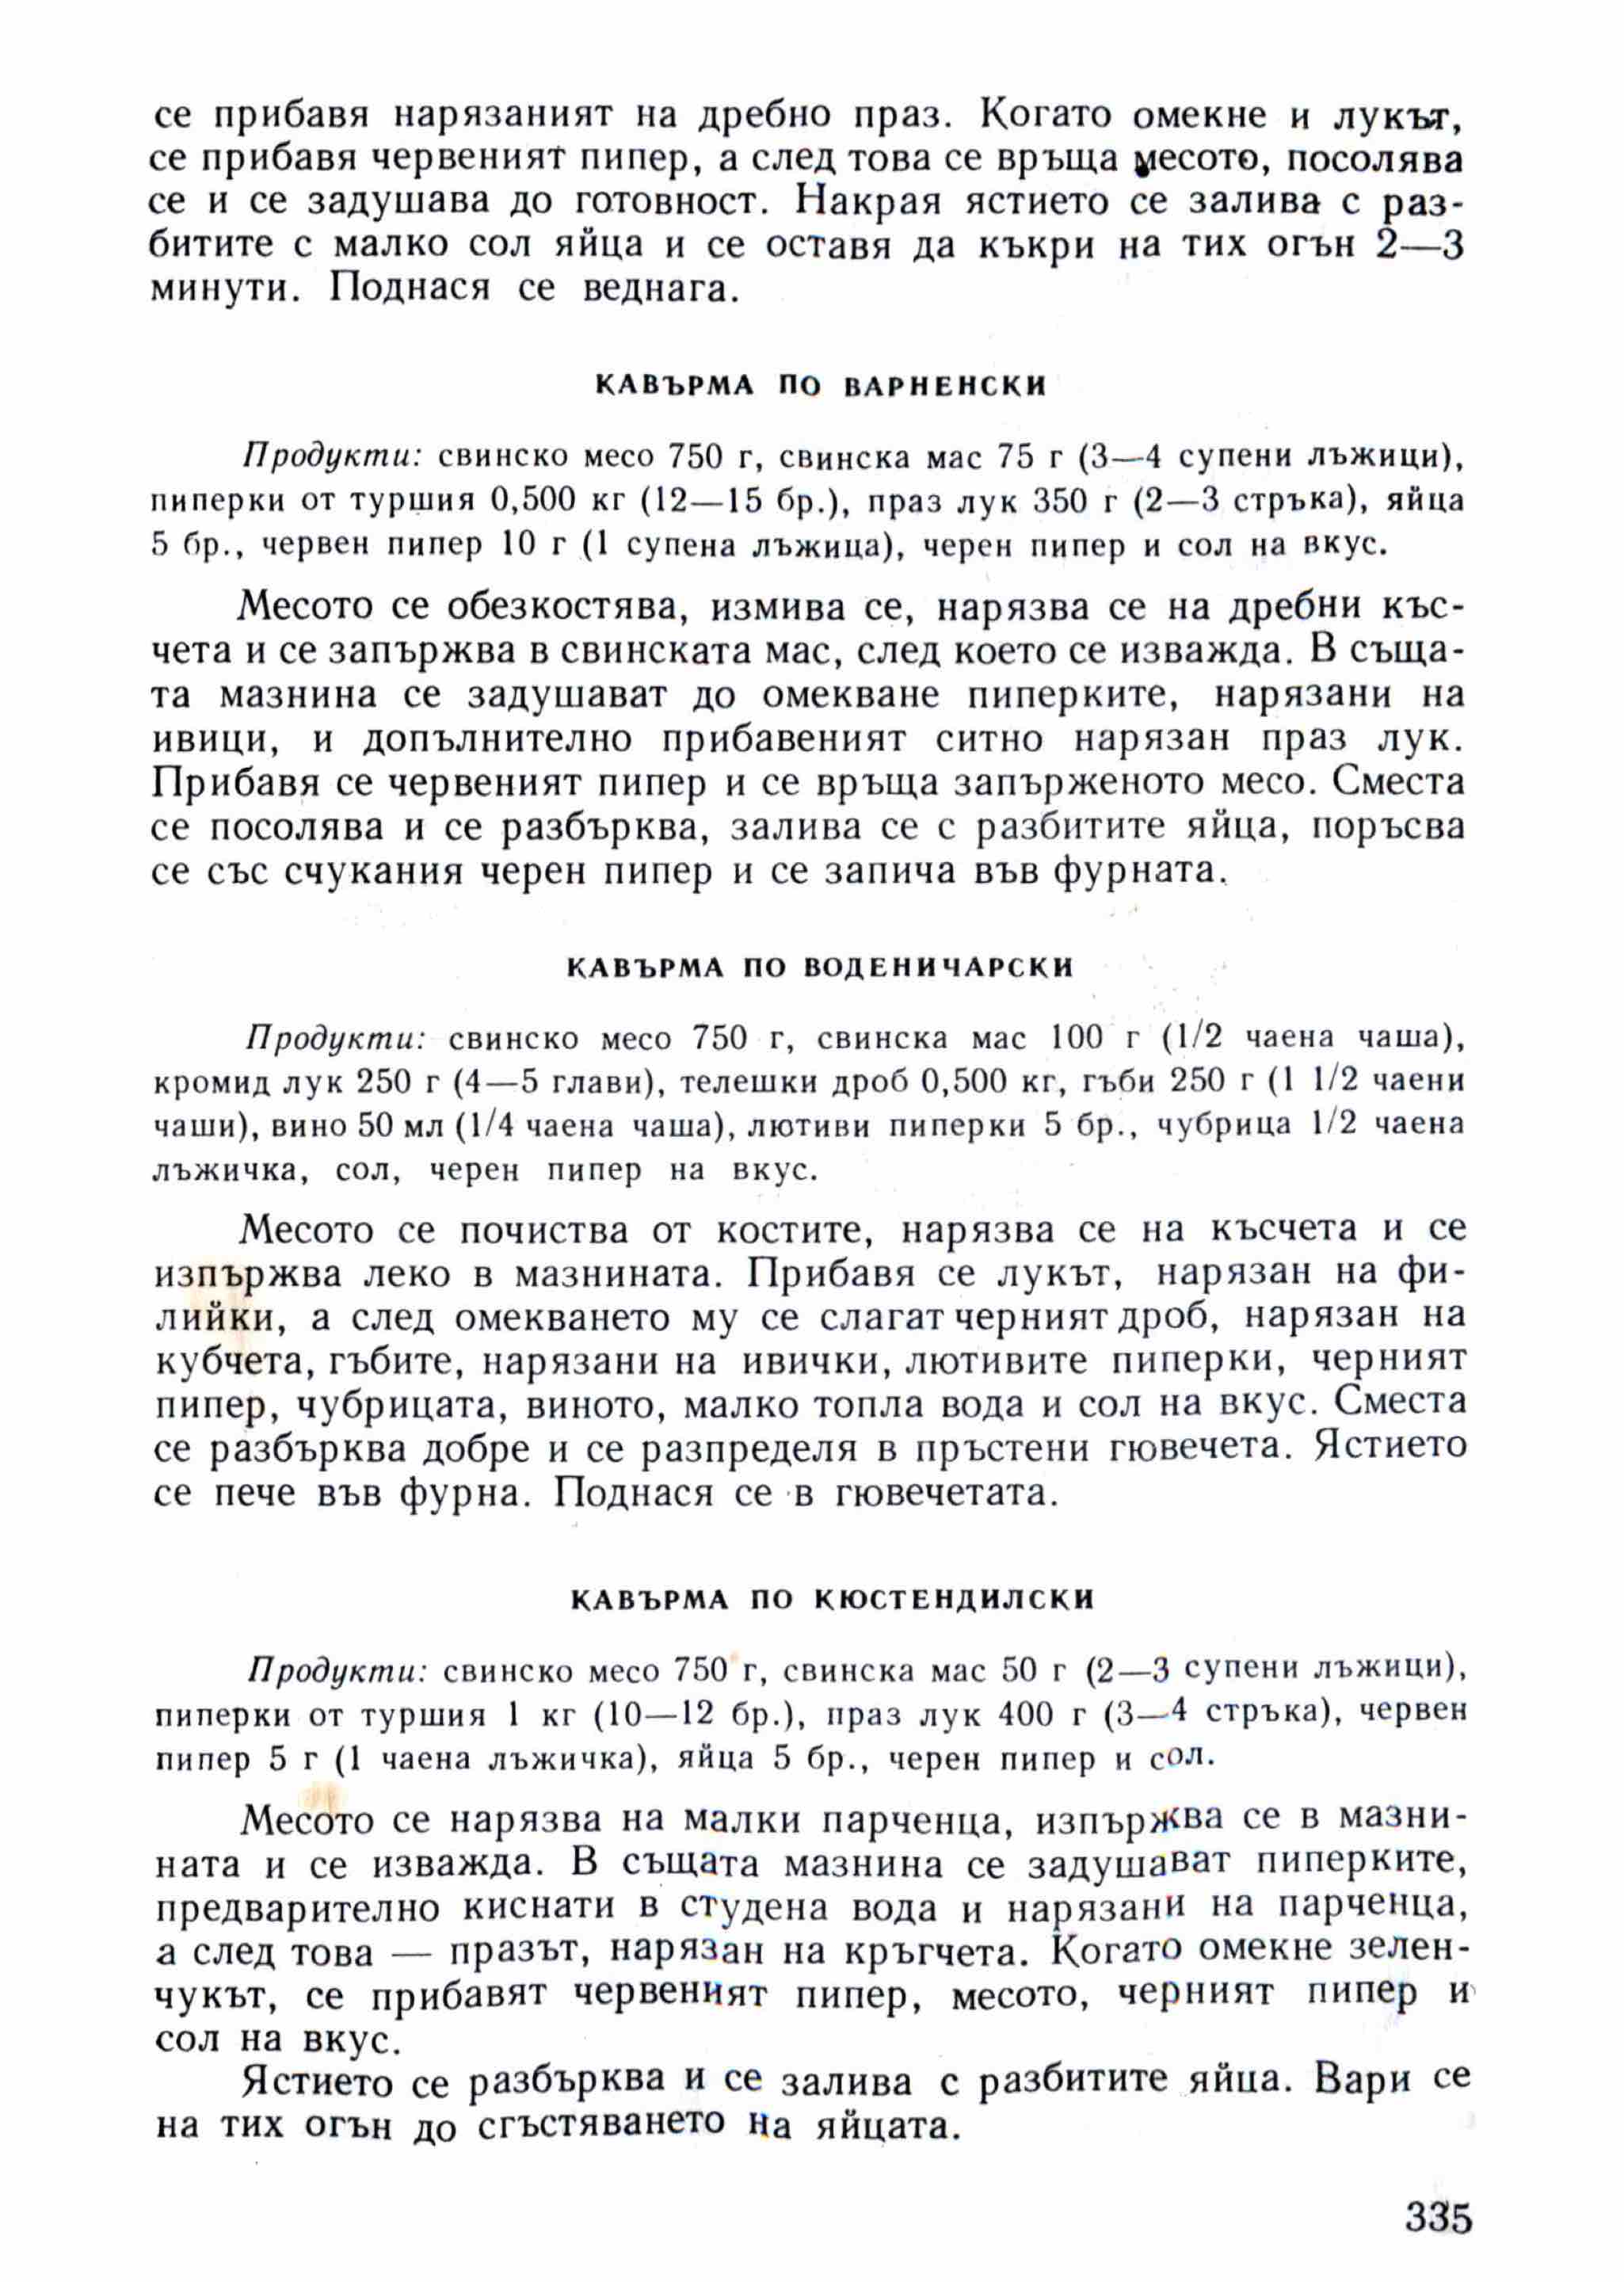 се прибавя нарязаният на дребно праз. Когато омекне и лукът,
се прибавя червеният пипер, а след това се връща месото, посолява
се и се задушава до готовност. Накрая ястието се залива с раз-
битите с малко сол яйца и се оставя да къкри на тих огън 2—3
минути. Поднася се веднага.
КАВЪРМА ПО ВАРНЕНСКИ
Продукти: свинско месо 750 г, свинска мас 75 г (3—4 супени лъжици),
пиперки от туршия 0,500 кг (12—15 бр.), праз лук 350 г (2—3 стръка), яйца
5 бр., червен пипер 10 г (1 супена лъжица), черен пипер и сол на вкус.
Месото се обезкостява, измива се, нарязва се на дребни къс-
чета и се запържва в свинската мас, след което се изважда. В съща-
та мазнина се задушават до омекване пиперките, нарязани на
ивици, и допълнително прибавеният ситно нарязан праз лук.
Прибавя се червеният пипер и се връща запърженото месо. Сместа
се посолява и се разбърква, залива се с разбитите яйца, поръсва
се със счукания черен пипер и се запича във фурната.
КАВЪРМА ПО ВОДЕНИЧАРСКИ
Продукти: свинско месо 750 г, свинска мас 100 г (1/2 чаена чаша),
кромид лук 250 г (4—5 глави), телешки дроб 0,500 кг, гъби 250 г (1 1/2 чаени
чаши), вино 50 мл (1/4 чаена чаша), лютиви пиперки 5 бр., чубрица 1/2 чаена
лъжичка, сол, черен пипер на вкус.
Месото се почиства от костите, нарязва се на късчета и се
изпържва леко в мазнината. Прибавя се лукът, нарязан на фи-
лийки, а след омекването му се слагат черният дроб, нарязан на
кубчета, гъбите, нарязани на ивички, лютивите пиперки, черният
пипер, чубрицата, виното, малко топла вода и сол на вкус. Сместа
се разбърква добре и се разпределя в пръстени гювечета. Ястието
се пече във фурна. Поднася се в гювечетата.
КАВЪРМА ПО КЮСТЕНДИЛСКИ
Продукти: свинско месо 750 г, свинска мас 50 г (2—3 супени лъжици),
пиперки от туршия 1 кг (10—12 бр.), праз лук 400 г (3—4 стръка), червен
пипер 5 г (1 чаена лъжичка), яйца 5 бр., черен пипер и сол.
Месото се нарязва на малки парченца, изпържва се в мазни-
ната и се изважда. В същата мазнина се задушават пиперките,
предварително киснати в студена вода и нарязани на парченца,
а след това — празът, нарязан на кръгчета. Когато омекне зелен-
чукът, се прибавят червеният пипер, месото, черният пипер и
сол на вкус.
Ястието се разбърква и се залива с разбитите яйца. Вари се
на тих огън до сгъстяването на яйцата.
335